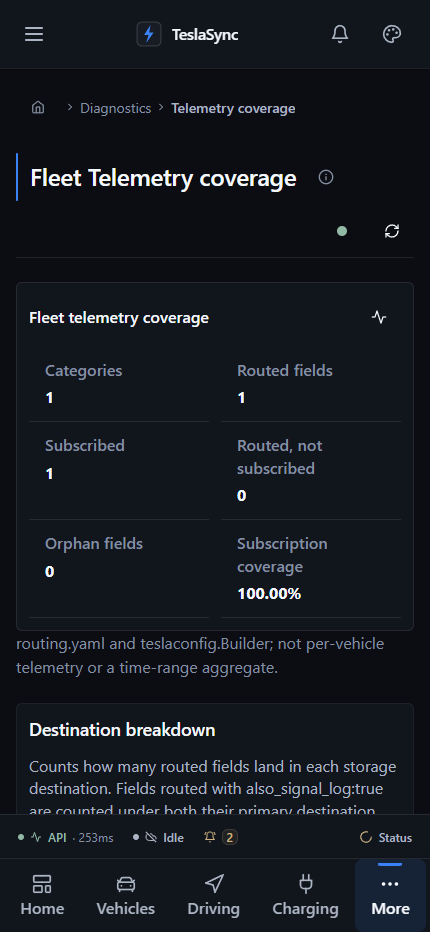 TeslaSync
Diagnostics
Telemetry coverage
Fleet Telemetry coverage
Fleet telemetry coverage
Categories
1
Routed fields
1
Subscribed
1
Routed, not
subscribed
0
Orphan fields
0
Subscription
coverage
100.00%
routing.yaml and teslaconfig.Builder; not per-vehicle
telemetry or a time-range aggregate.
Destination breakdown
Counts how many routed fields land in each storage
destination. Fields routed with also_signal_log:true
are counted under both their primary destination
API · 253ms
Idle
2
Status
Home
Vehicles
Driving
Charging
More